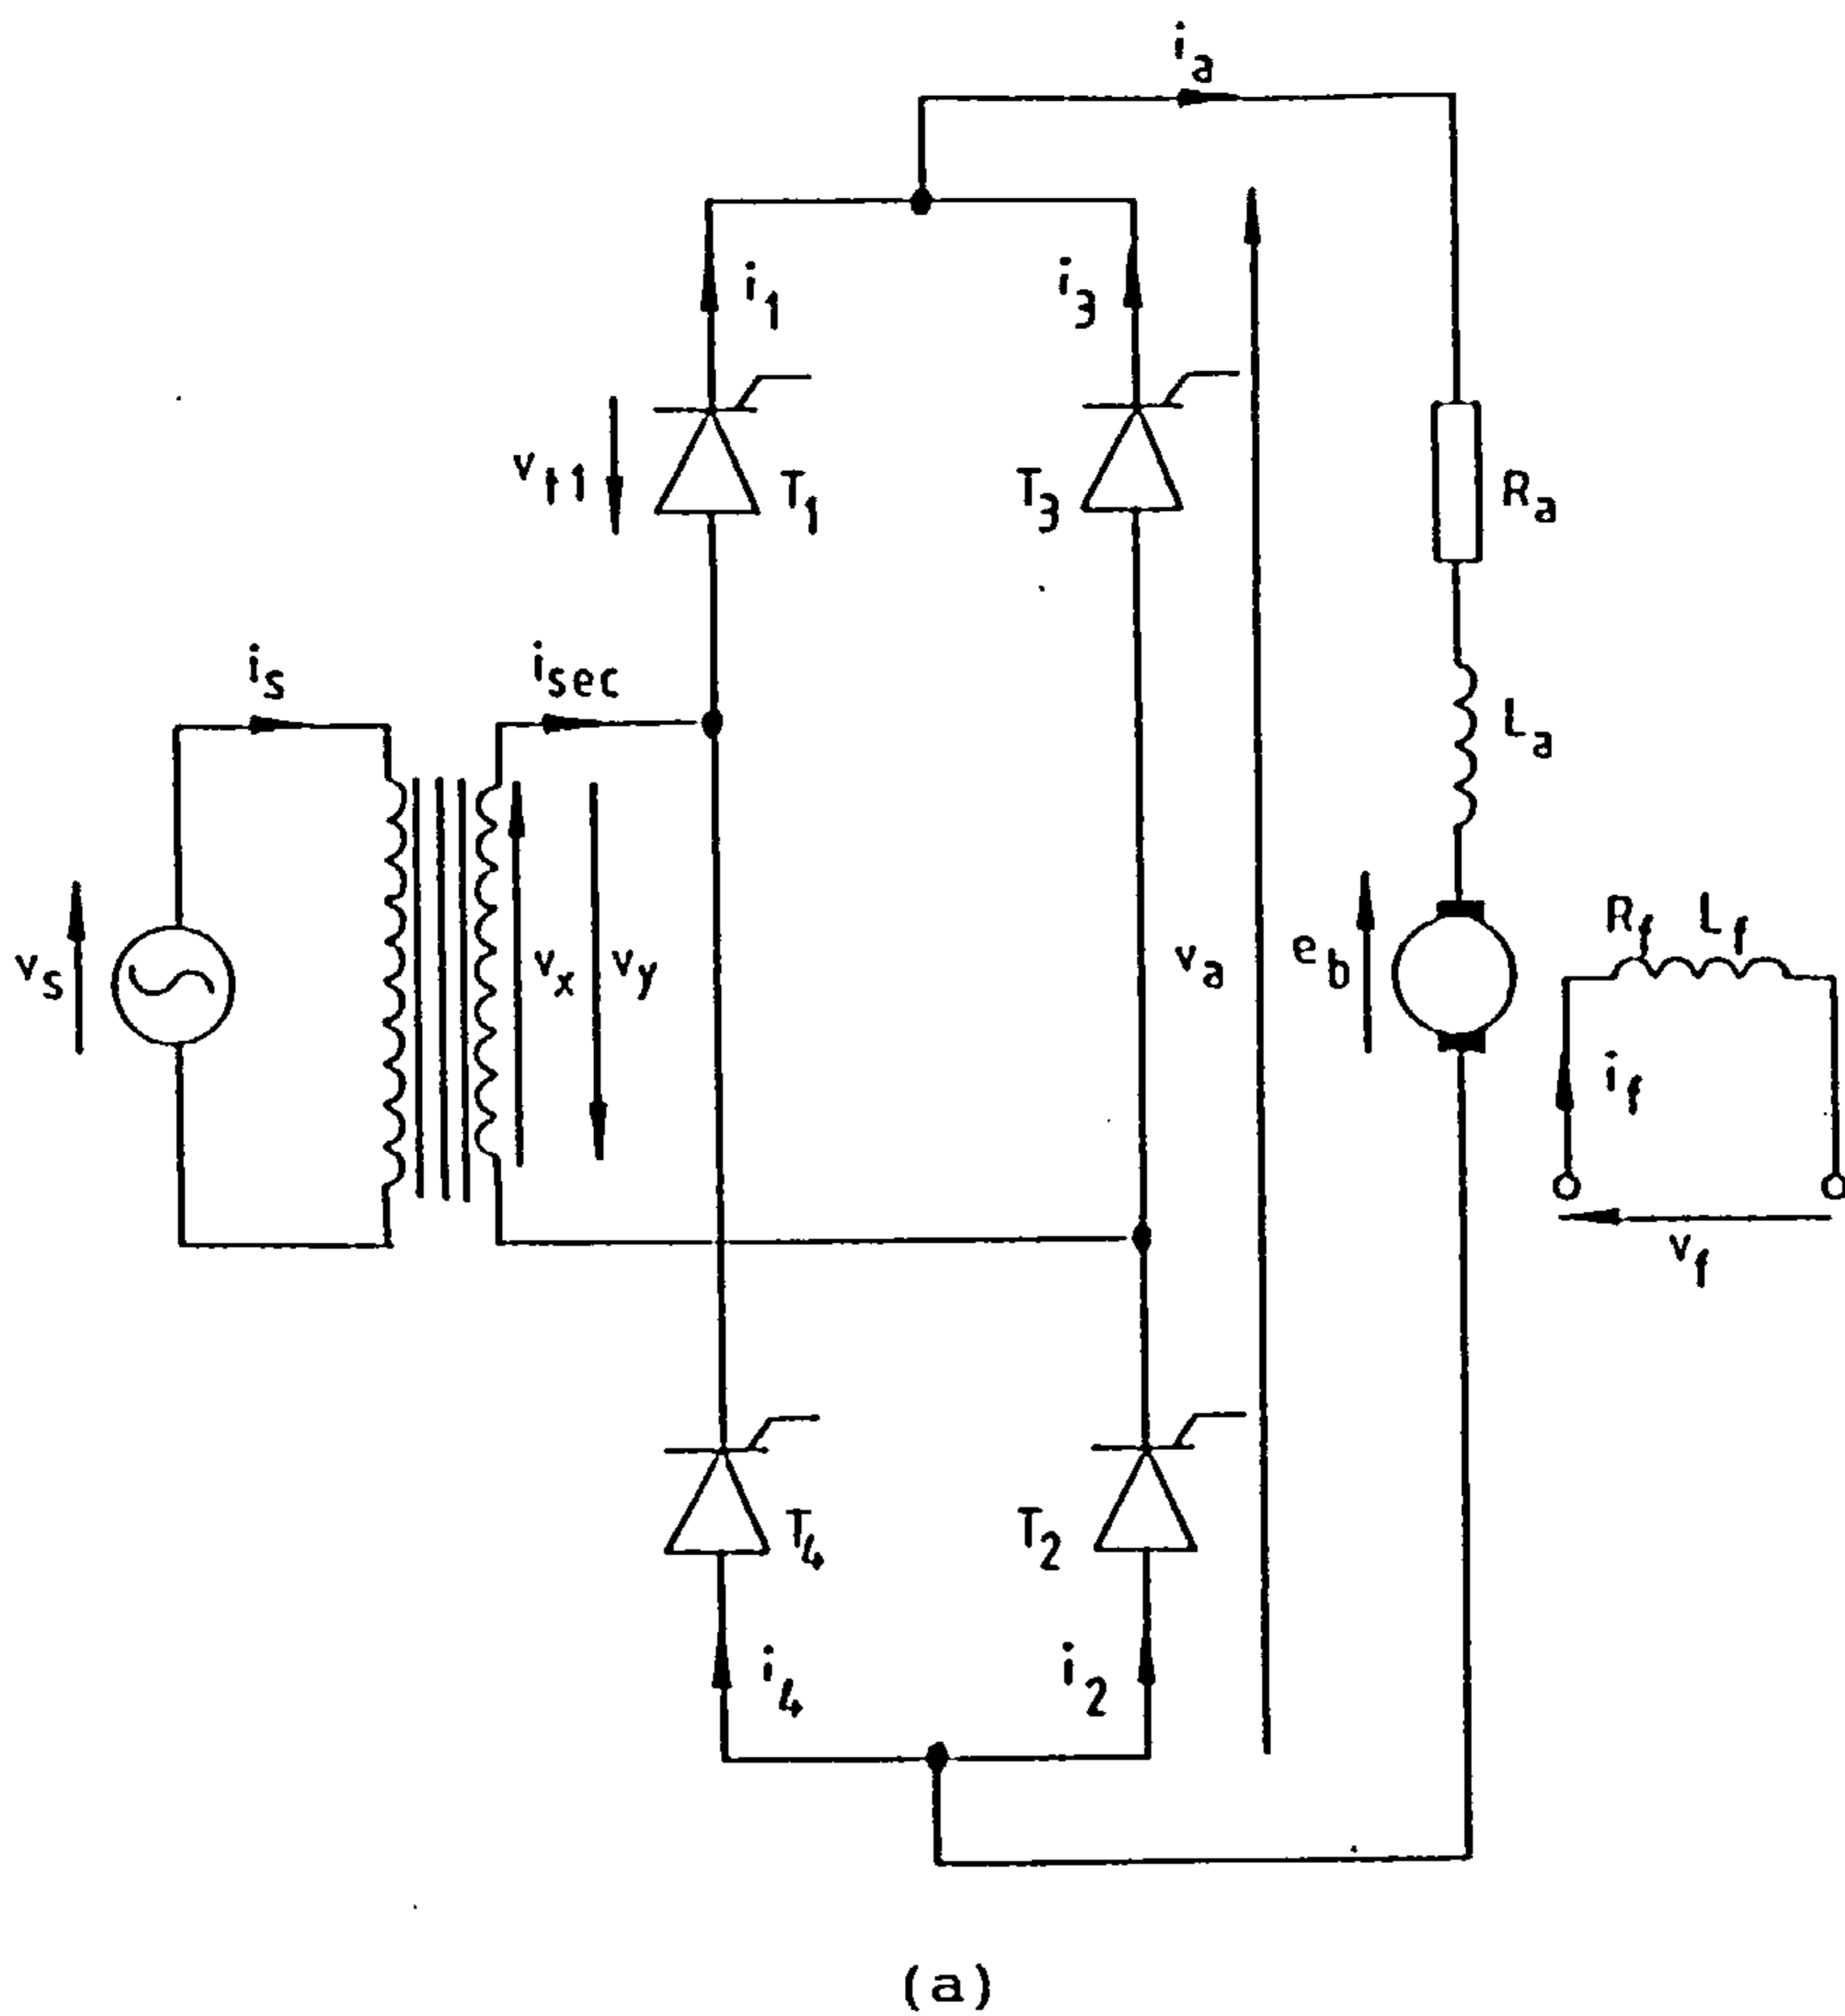 i_a
i_1
i_3
v_t1
T_1
T_3
R_a
i_s
i_sec
L_a
v_s
v_x
v_y
v_a
e_b
R_f
L_f
i_f
v_f
T_4
T_2
i_4
i_2
(a)